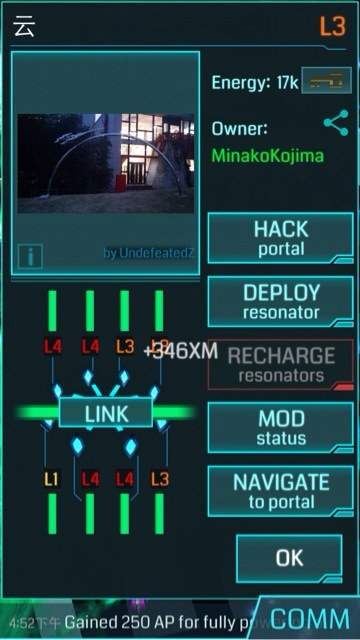 云
L3
Energy: 17k
Owner:
MinakoKojima
i
by UndefeatedZ
HACK
portal
DEPLOY
resonator
L4 L4 L3
+346XM
RECHARGE
resonators
LINK
MOD
status
L1 L4 L4 L3
NAVIGATE
to portal
OK
4:52下午 Gained 250 AP for fully
COMM